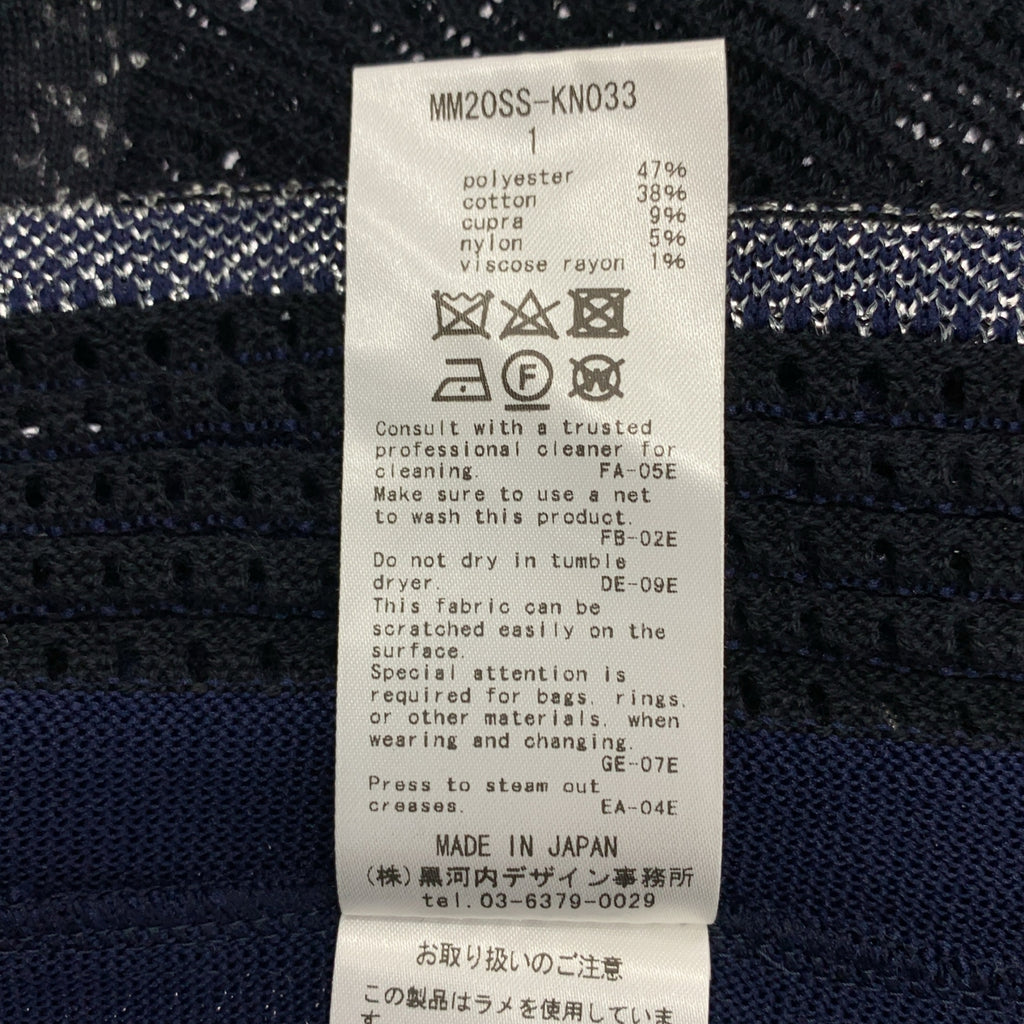 MM20SS-KN033
1
polyester 47%
cotton 38%
cupra 9%
nylon 5%
viscose rayon 1%
F W
Consult with a trusted
professional cleaner for
cleaning. FA-05E
Make sure to use a net
to wash this product.
FB-02E
Do not dry in tumble
dryer. DE-09E
This fabric can be
scratched easily on the
surface.
Special attention is
required for bags, rings,
or other materials, when
wearing and changing.
GE-07E
Press to steam out
creases. EA-04E
MADE IN JAPAN
(株)黒河内デザイン事務所
tel.03-6379-0029
お取り扱いのご注意
この製品はラメを使用していま
す